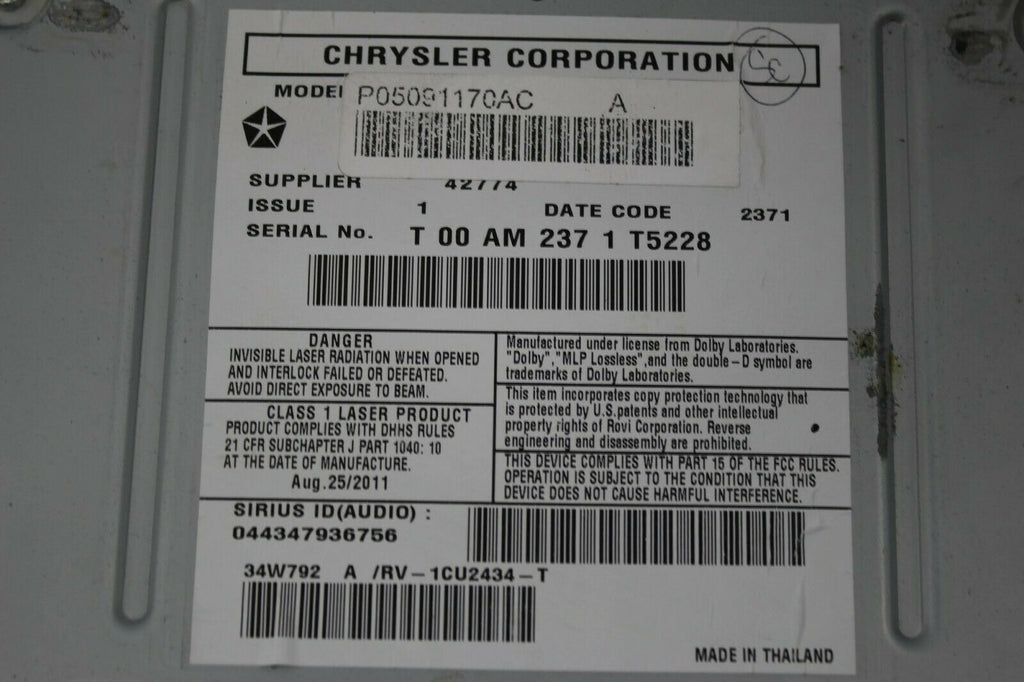 CHRYSLER CORPORATION
MODEL P05091170AC A
SUPPLIER 42774
ISSUE 1 DATE CODE 2371
SERIAL No. T 00 AM 237 1 T5228
DANGER
INVISIBLE LASER RADIATION WHEN OPENED
AND INTERLOCK FAILED OR DEFEATED.
AVOID DIRECT EXPOSURE TO BEAM.
CLASS 1 LASER PRODUCT
PRODUCT COMPLIES WITH DHHS RULES
21 CFR SUBCHAPTER J PART 1040: 10
AT THE DATE OF MANUFACTURE.
Aug.25/2011
Manufactured under license from Dolby Laboratories.
"Dolby","MLP Lossless",and the double-D symbol are
trademarks of Dolby Laboratories.
This item incorporates copy protection technology that
is protected by U.S.patents and other intellectual
property rights of Rovi Corporation. Reverse
engineering and disassembly are prohibited.
THIS DEVICE COMPLIES WITH PART 15 OF THE FCC RULES.
OPERATION IS SUBJECT TO THE CONDITION THAT THIS
DEVICE DOES NOT CAUSE HARMFUL INTERFERENCE.
SIRIUS ID(AUDIO) :
044347936756
34W792 A /RV-1CU2434-T
MADE IN THAILAND